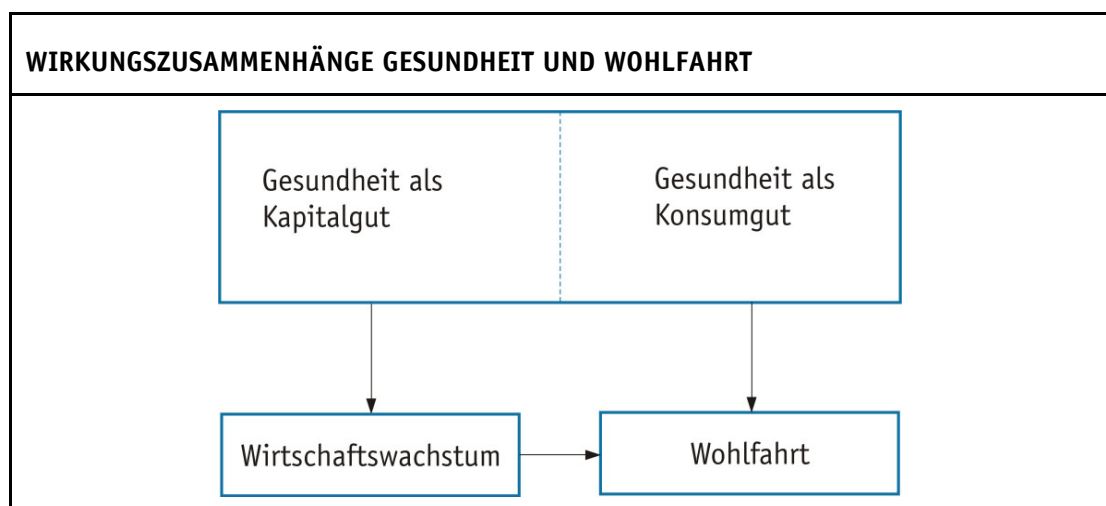 WIRKUNGSZUSAMMENHÄNGE GESUNDHEIT UND WOHLFAHRT
Gesundheit als
Kapitalgut
Gesundheit als
Konsumgut
Wirtschaftswachstum
Wohlfahrt